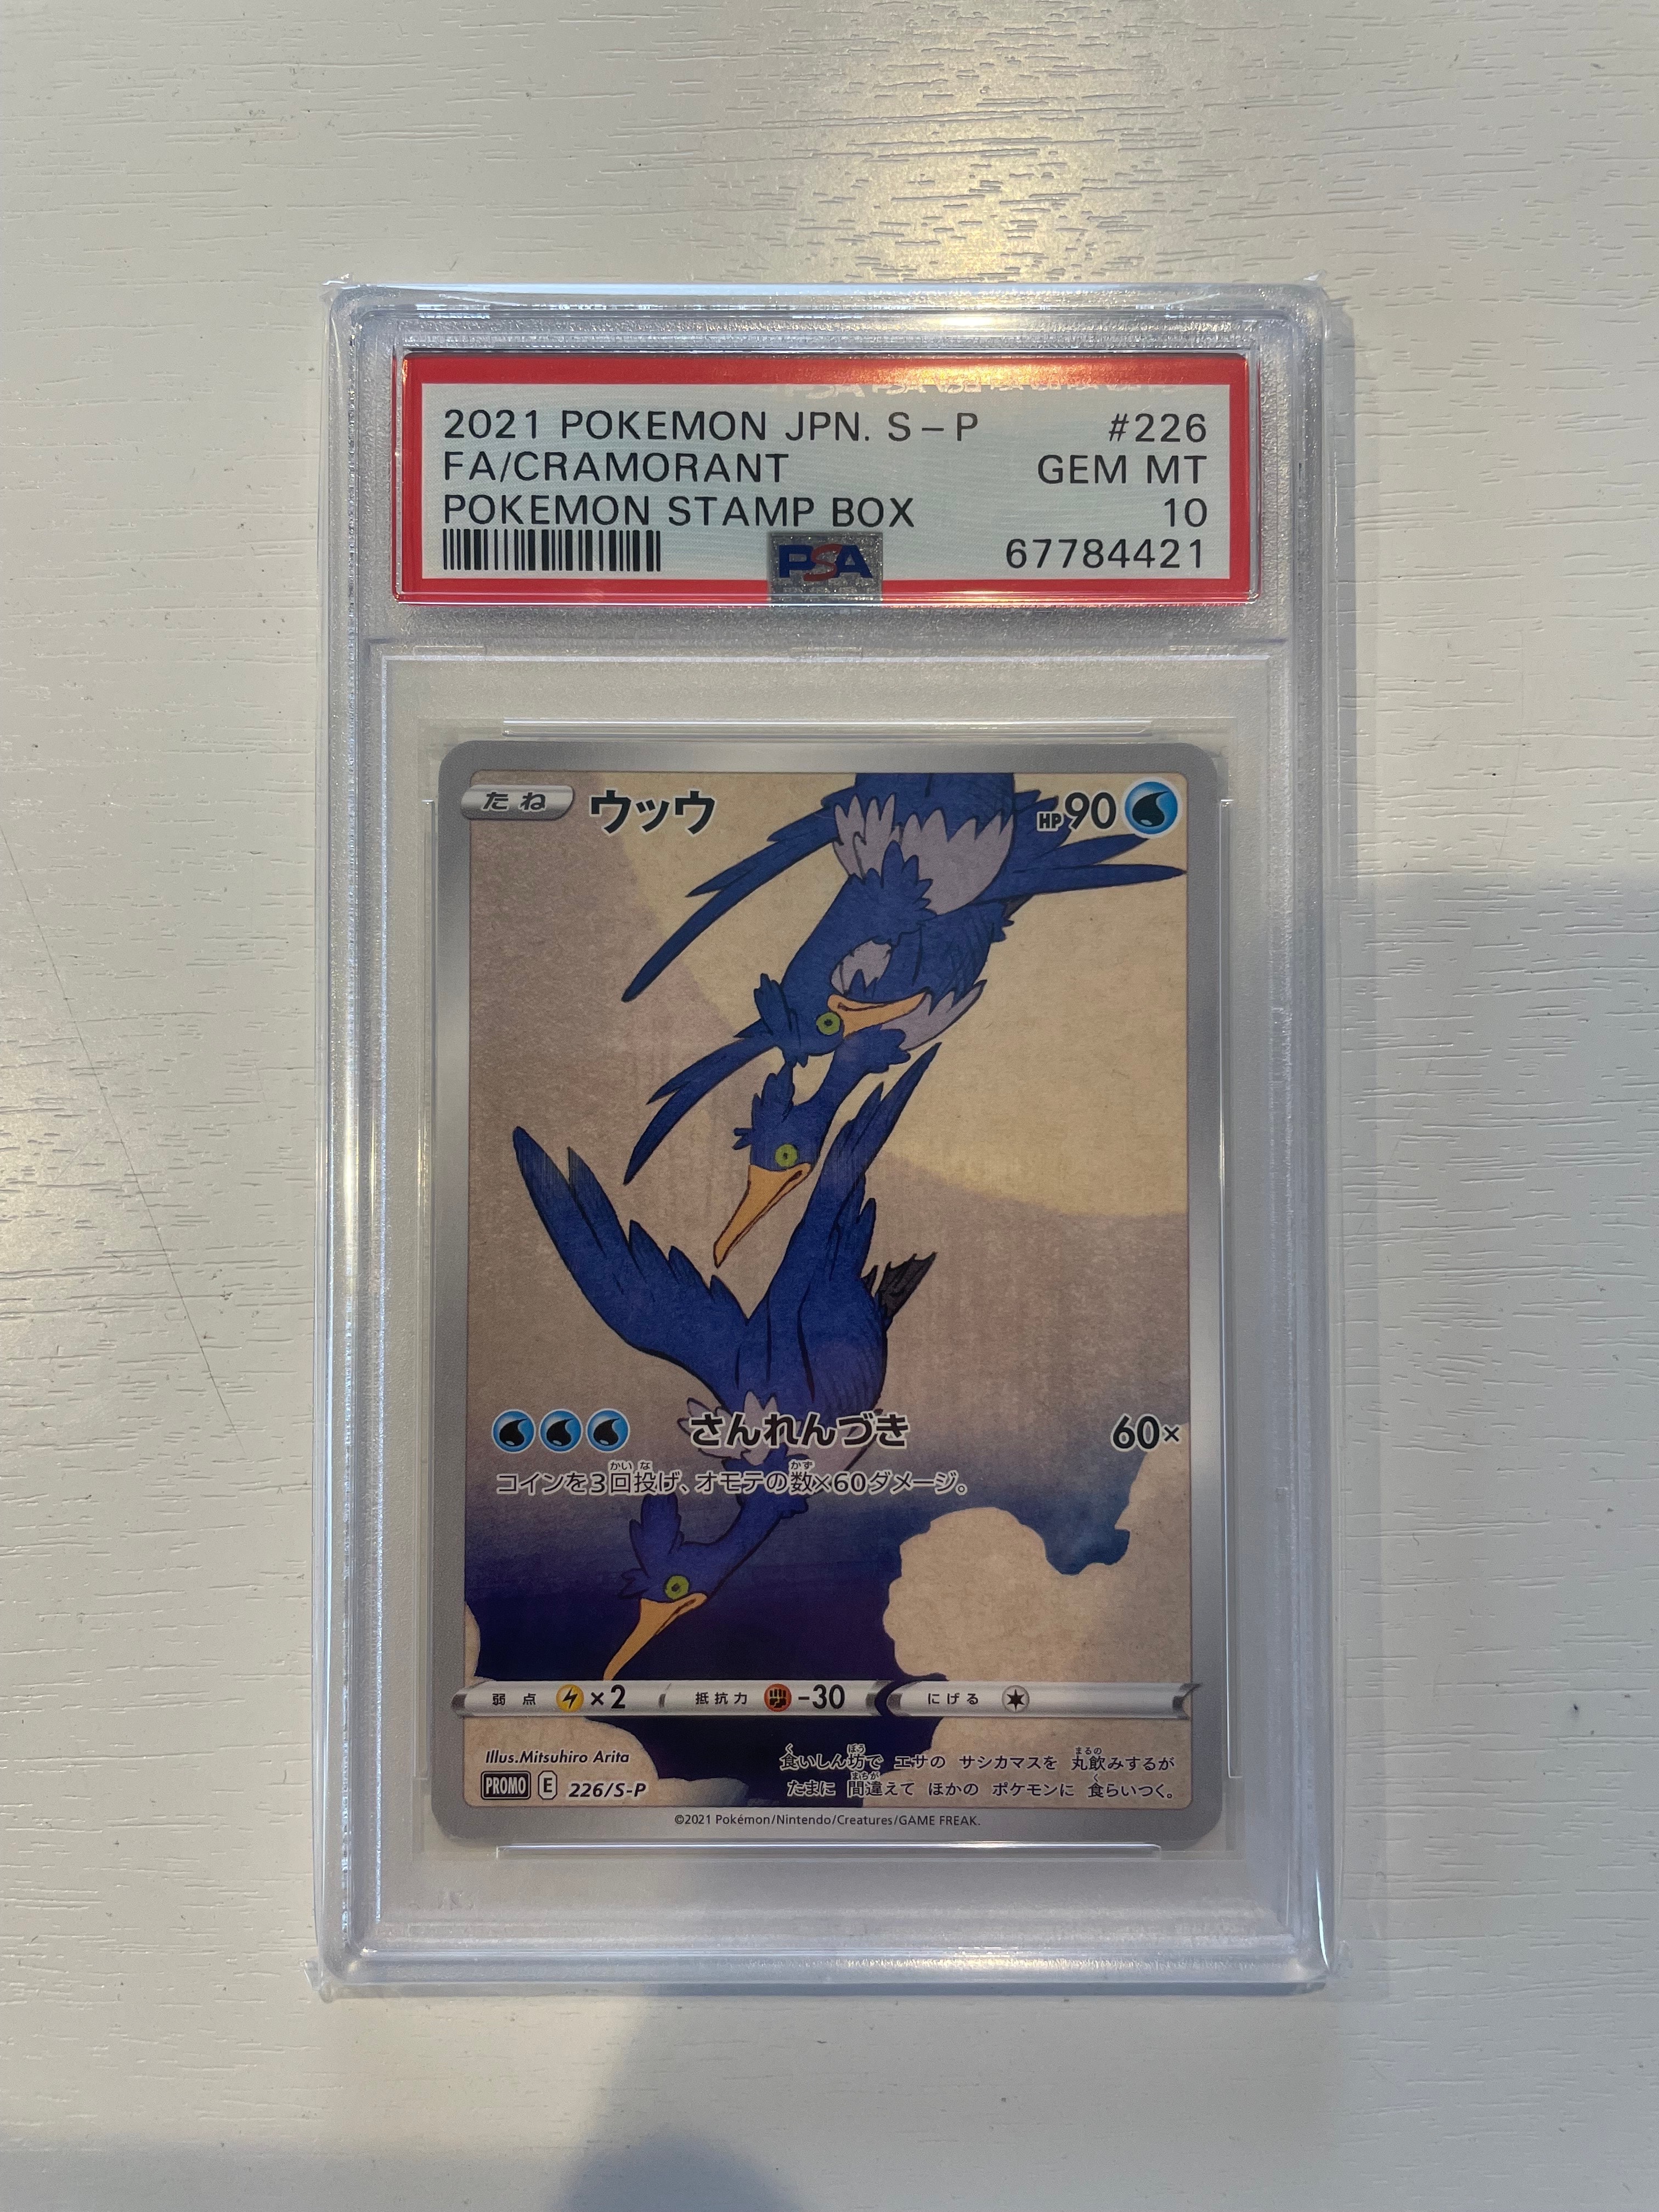 2021 POKEMON JPN. S-P #226
FA/CRAMORANT GEM MT
POKEMON STAMP BOX 10
PSA 67784421
たね ウッウ HP90
さんれんづき 60×
コインを3回投げ、オモテの数×60ダメージ。
弱点 ×2 抵抗力 -30 にげる
Illus.Mitsuhiro Arita
PROMO E 226/S-P
食いしん坊で エサの サシカマスを 丸飲みするが
たまに 間違えて ほかの ポケモンに 食らいつく。
©2021 Pokémon/Nintendo/Creatures/GAME FREAK.